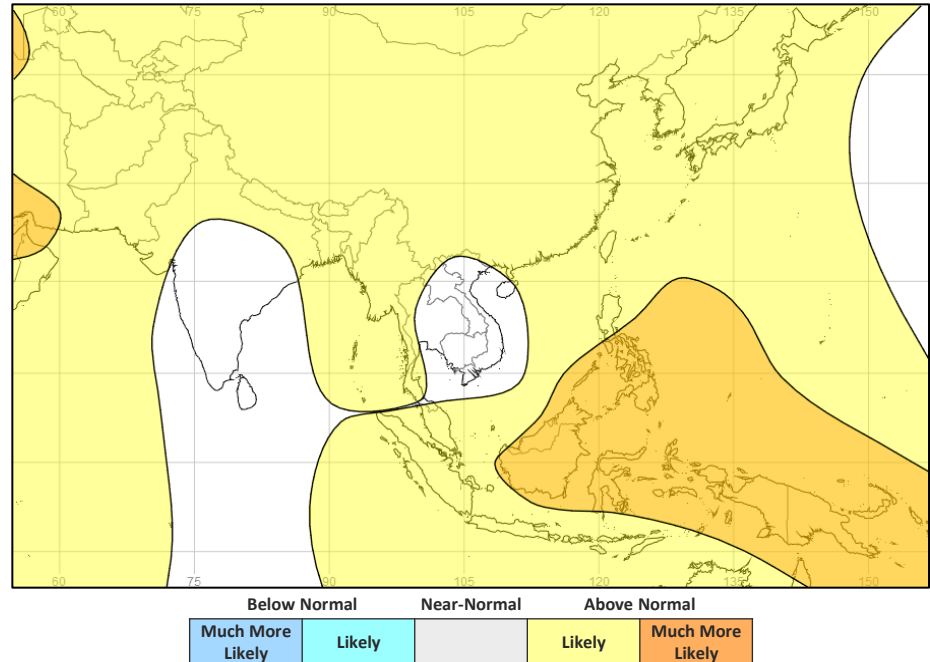 60 75 90 105 120 135 150
60 75 90 105 120 135 150
Below Normal Near-Normal Above Normal
Much More Likely Likely Much More
Likely Likely